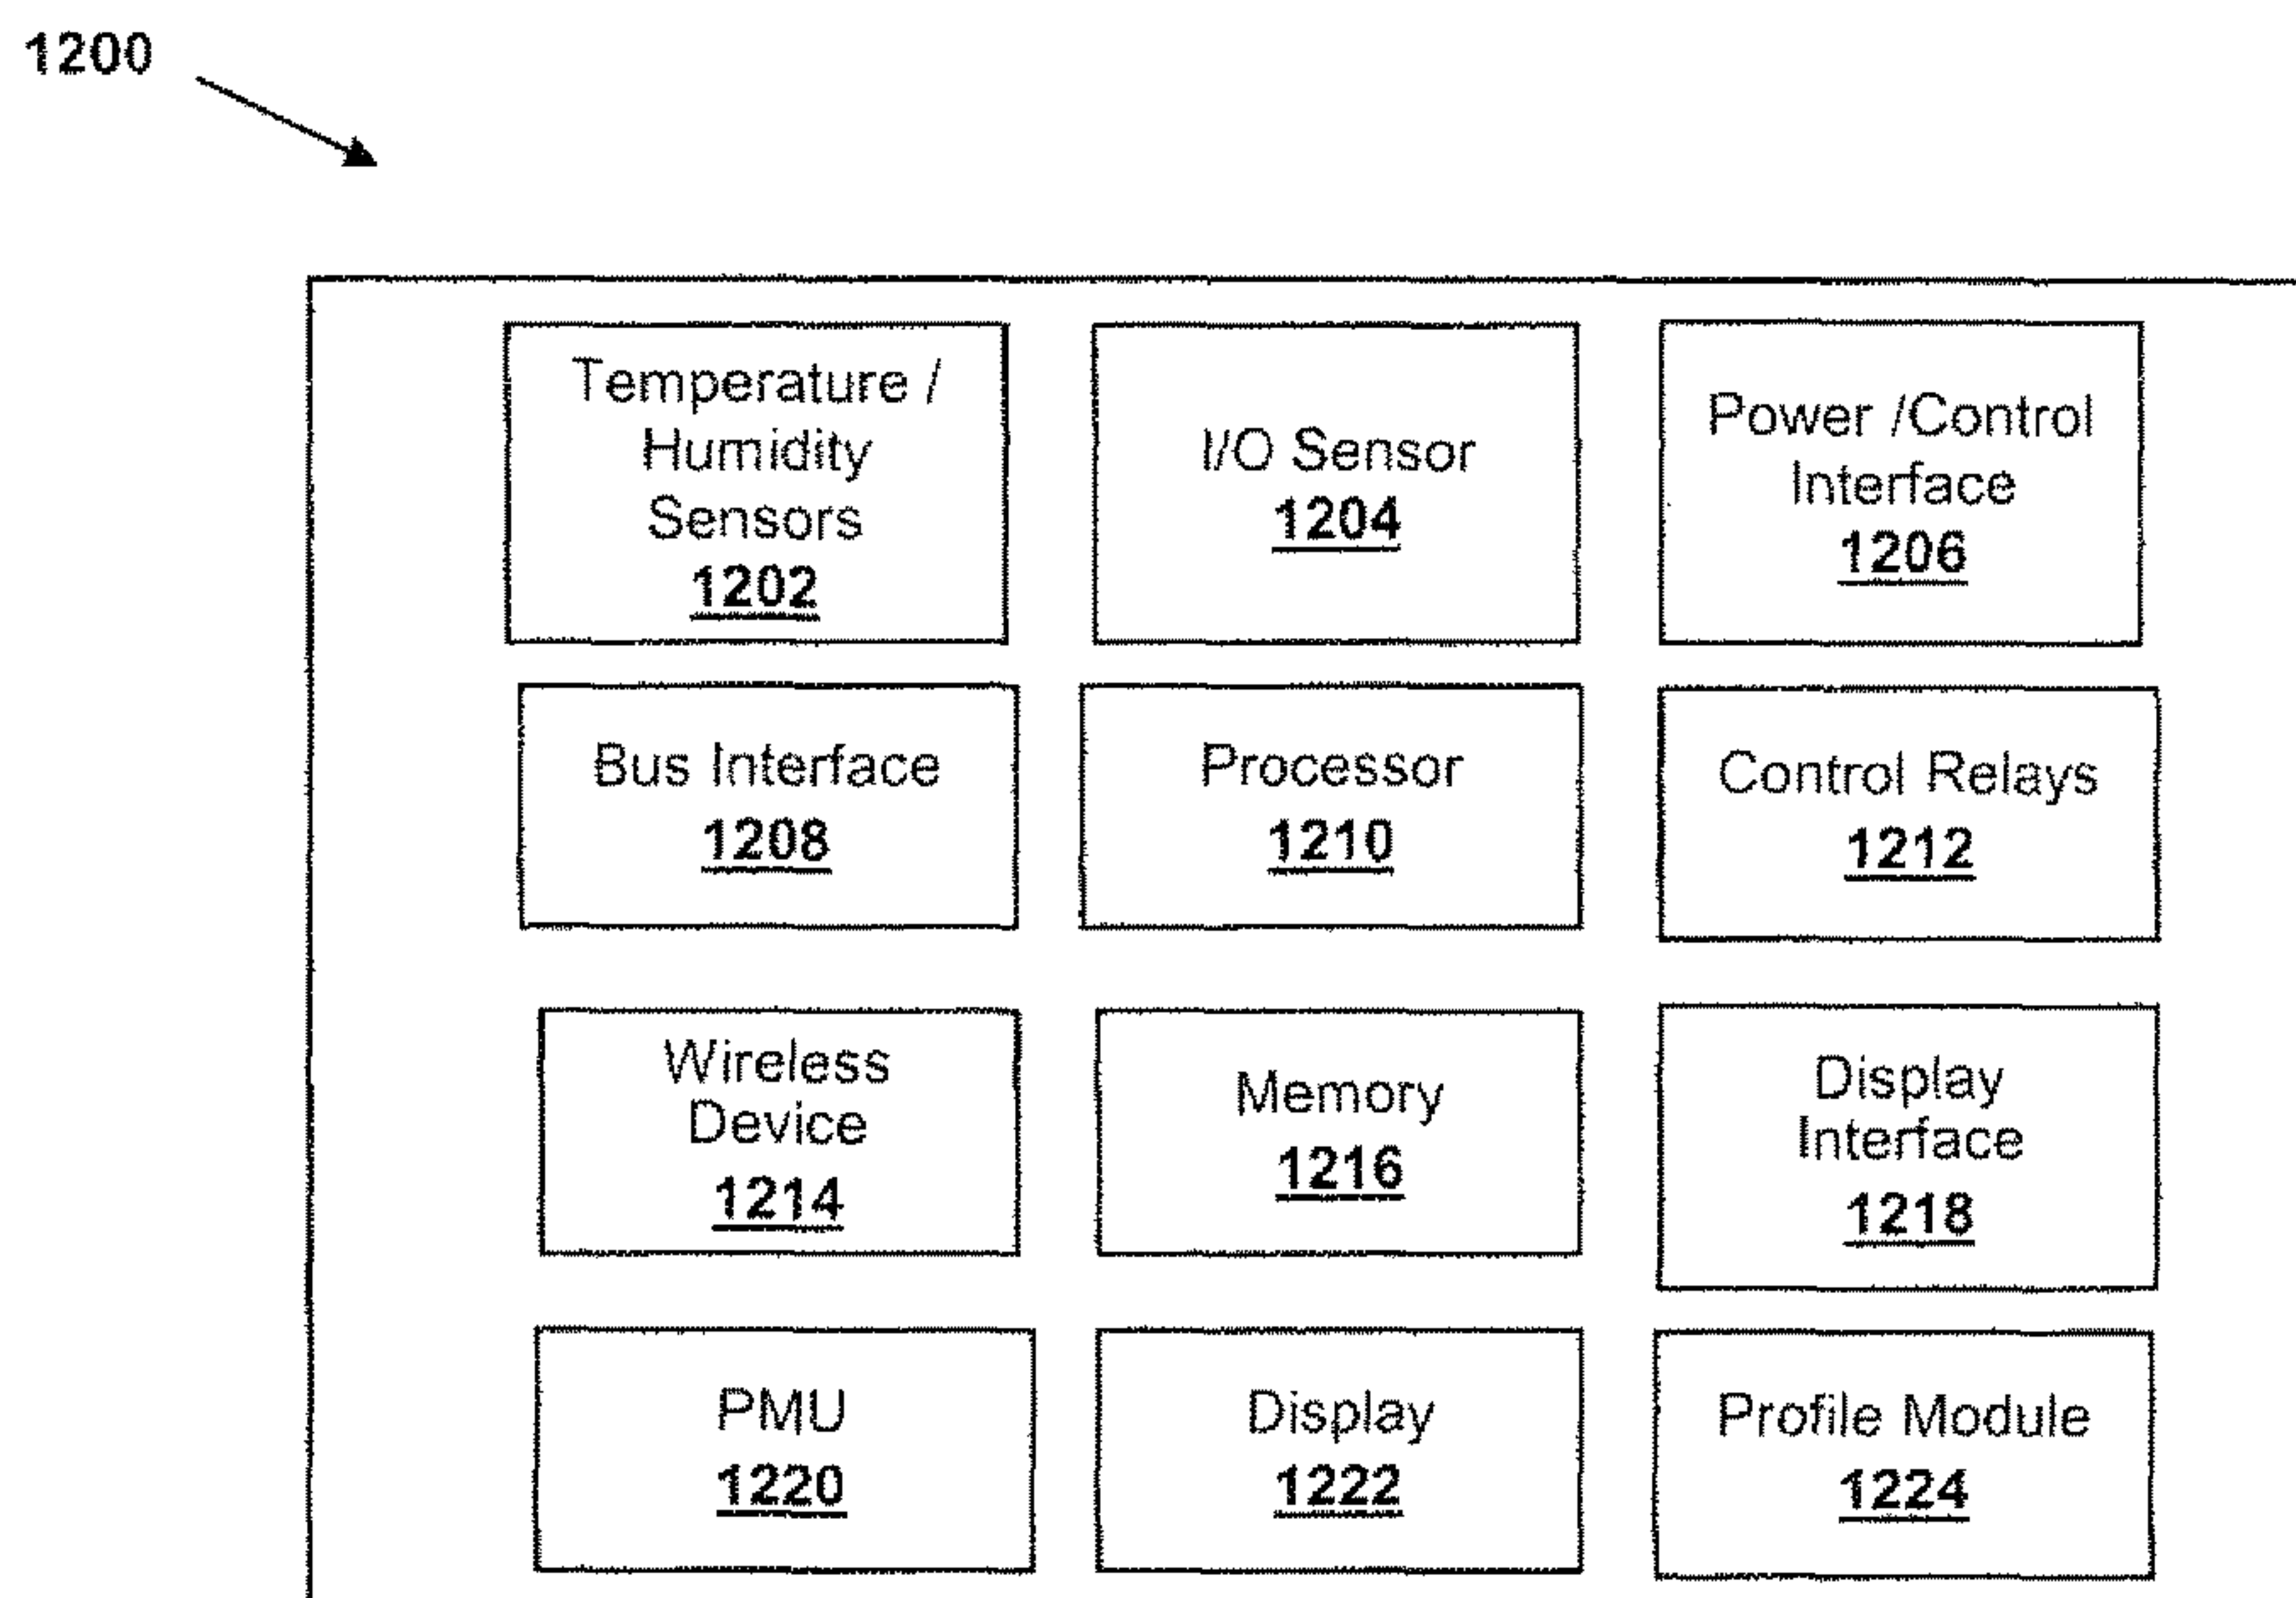 1200
Temperature /
Humidity
Sensors
1202
I/O Sensor
1204
Power /Control
Interface
1206
Bus Interface
1208
Processor
1210
Control Relays
1212
Wireless
Device
1214
Memory
1216
Display
Interface
1218
PMU
1220
Display
1222
Profile Module
1224